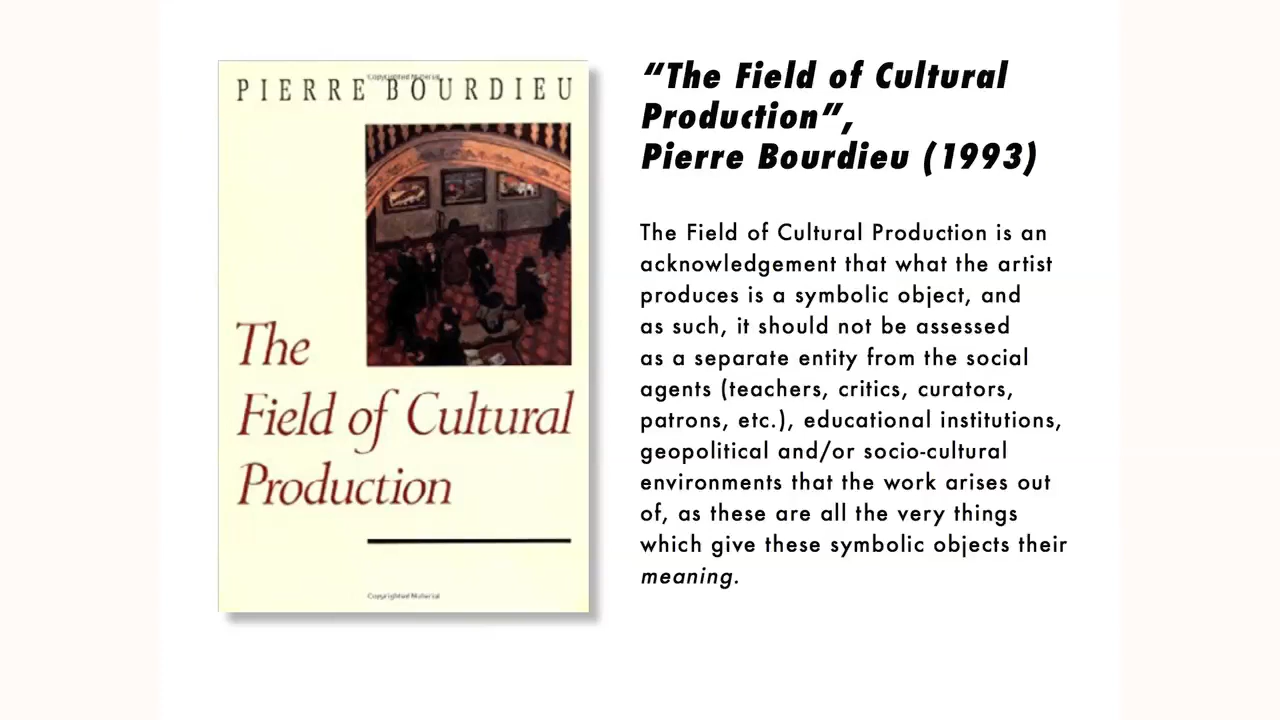 Copyrighted Material
PIERRE BOURDIEU
The
Field of Cultural
Production
Copyrighted Material
“The Field of Cultural
Production”,
Pierre Bourdieu (1993)
The Field of Cultural Production is an
acknowledgement that what the artist
produces is a symbolic object, and
as such, it should not be assessed
as a separate entity from the social
agents (teachers, critics, curators,
patrons, etc.), educational institutions,
geopolitical and/or socio-cultural
environments that the work arises out
of, as these are all the very things
which give these symbolic objects their
meaning.